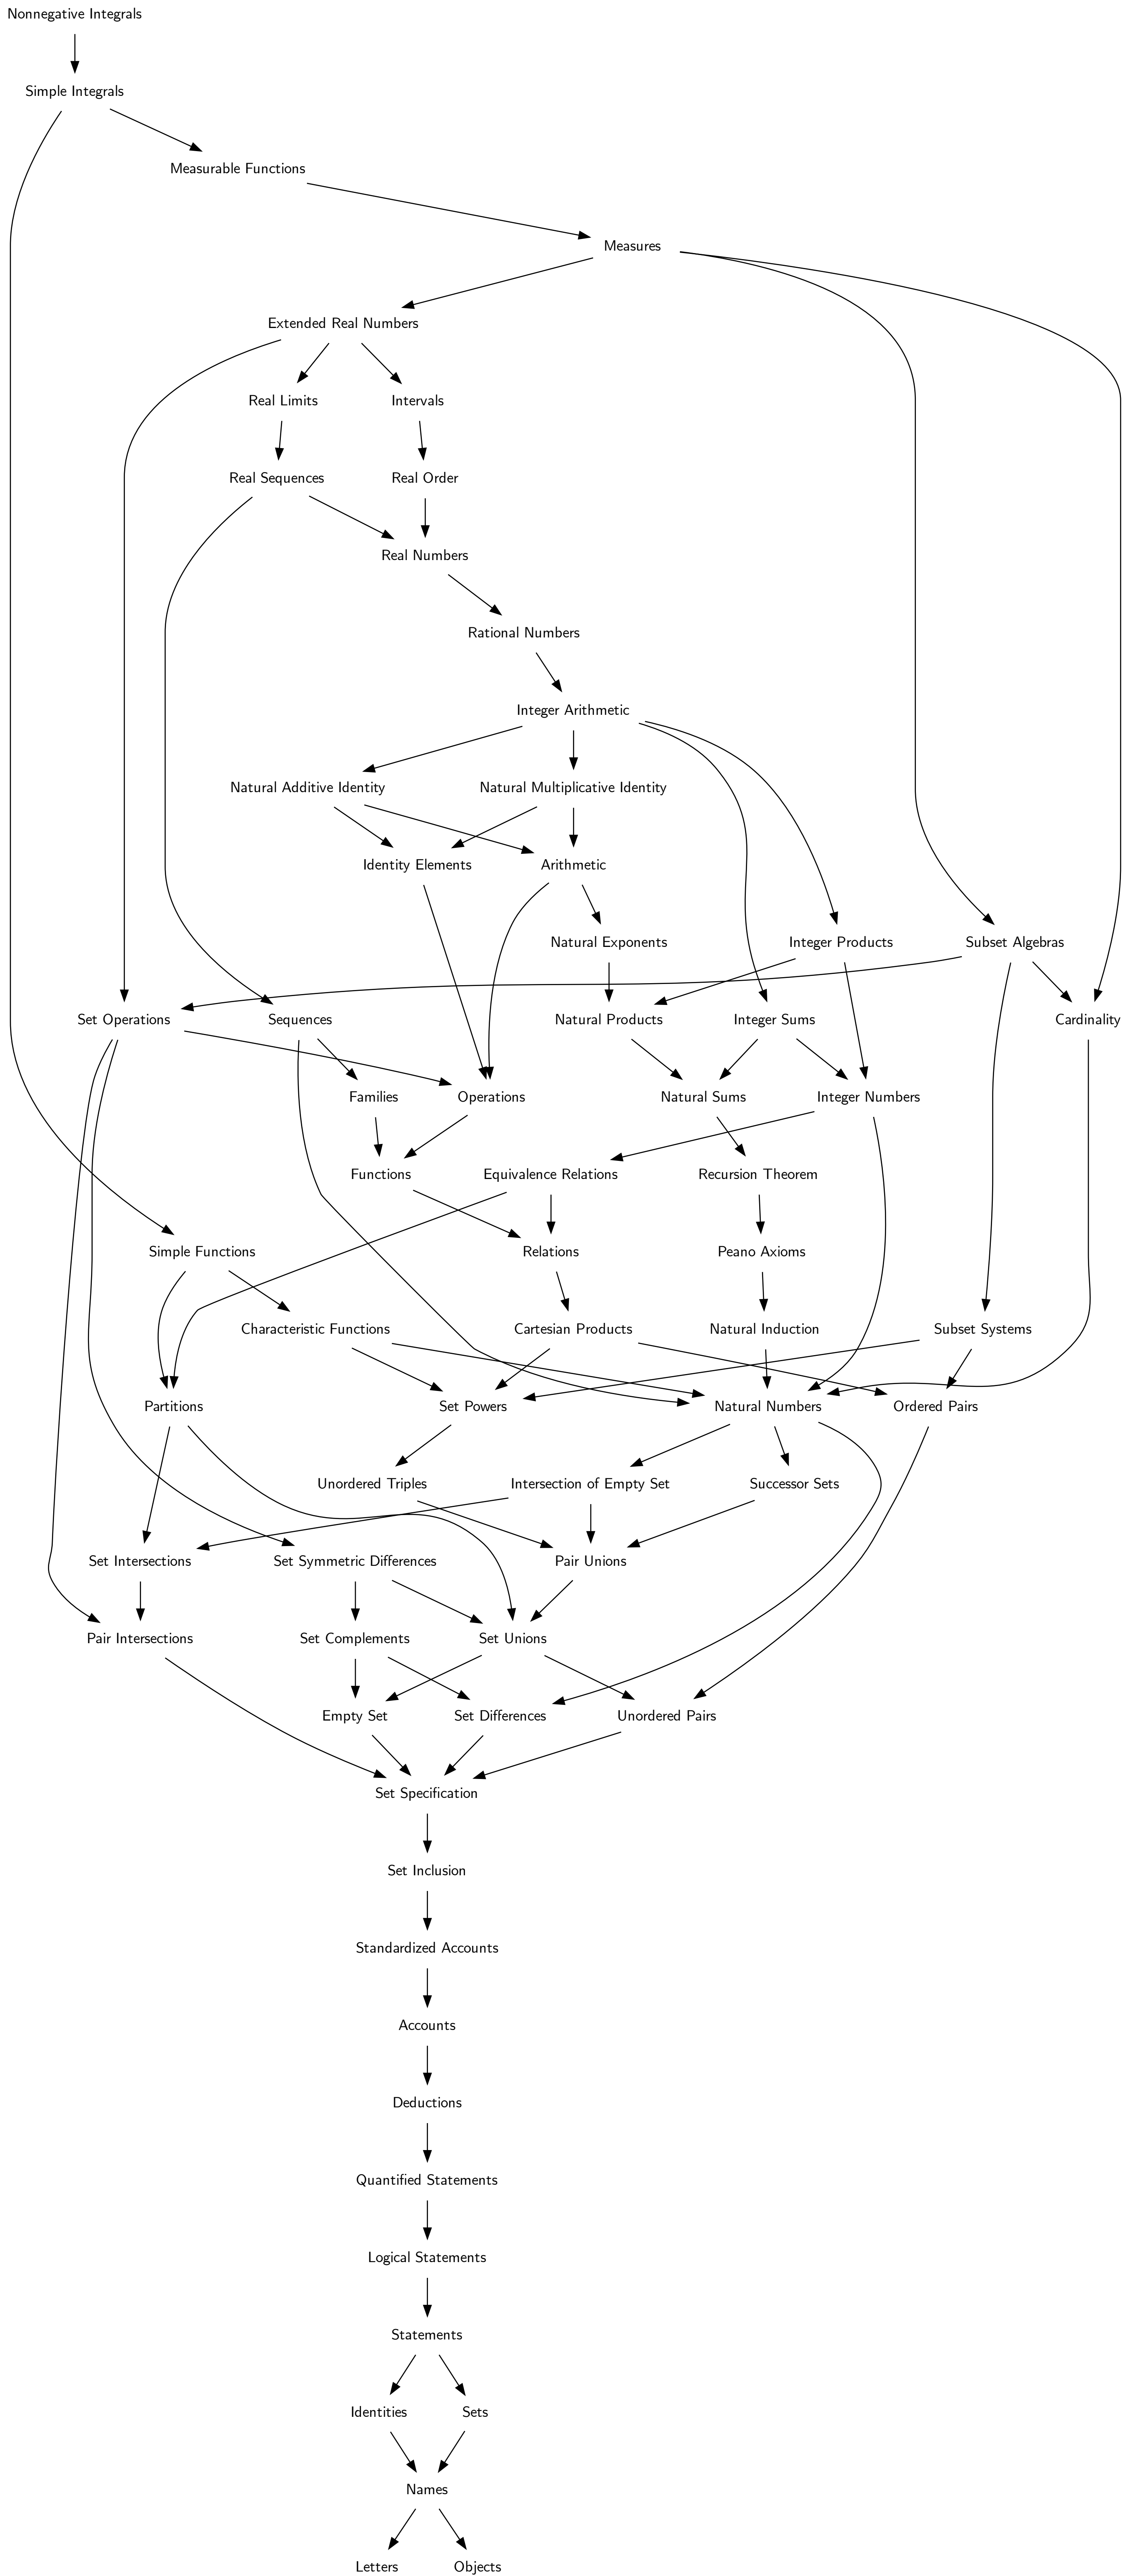 Nonnegative Integrals
Simple Integrals
Measurable Functions
Measures
Extended Real Numbers
Real Limits
Intervals
Real Sequences
Real Order
Real Numbers
Rational Numbers
Integer Arithmetic
Natural Additive Identity
Natural Multiplicative Identity
Identity Elements
Arithmetic
Natural Exponents
Integer Products
Subset Algebras
Set Operations
Sequences
Natural Products
Integer Sums
Cardinality
Families
Operations
Natural Sums
Integer Numbers
Functions
Equivalence Relations
Recursion Theorem
Simple Functions
Relations
Peano Axioms
Characteristic Functions
Cartesian Products
Natural Induction
Subset Systems
Partitions
Set Powers
Natural Numbers
Ordered Pairs
Unordered Triples
Intersection of Empty Set
Successor Sets
Set Intersections
Set Symmetric Differences
Pair Unions
Pair Intersections
Set Complements
Set Unions
Empty Set
Set Differences
Unordered Pairs
Set Specification
Set Inclusion
Standardized Accounts
Accounts
Deductions
Quantified Statements
Logical Statements
Statements
Identities
Sets
Names
Letters
Objects